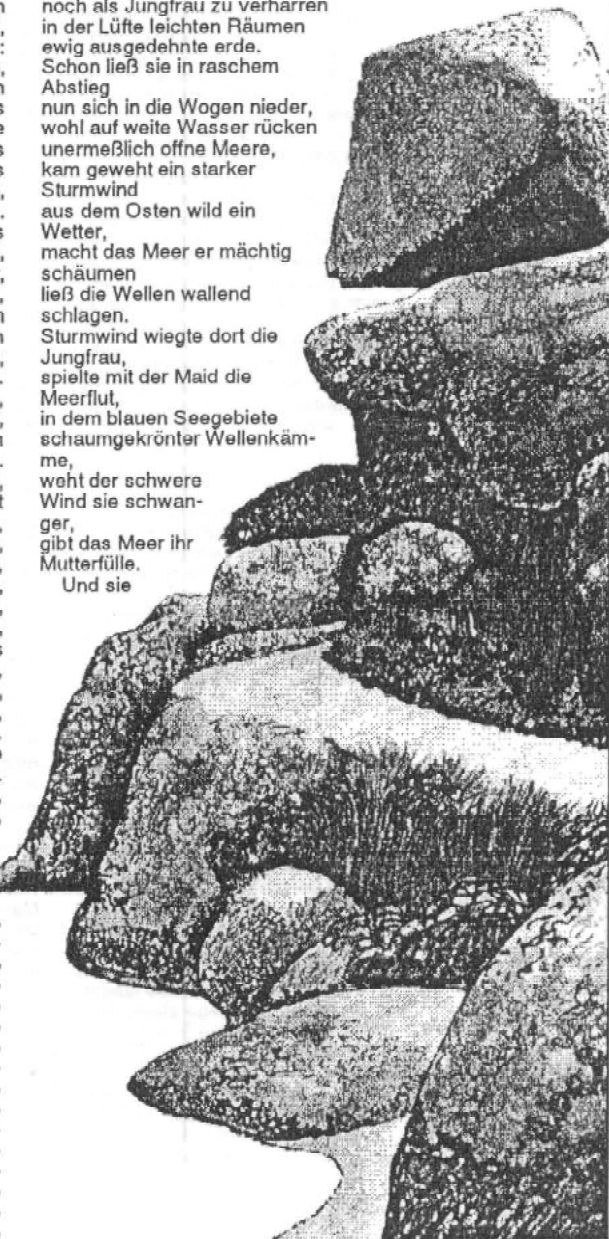 noch als Jungfrau zu verharren
in der Lüfte leichten Räumen
ewig ausgedehnte erde.
Schon ließ sie in raschem
Abstieg
nun sich in die Wogen nieder,
wohl auf weite Wasser rücken
unermeßlich offne Meere,
kam geweht ein starker
Sturmwind
aus dem Osten wild ein
Wetter,
macht das Meer er mächtig
schäumen
ließ die Wellen wallend
schlagen.
Sturmwind wiegte dort die
Jungfrau,
spielte mit der Maid die
Meerflut,
in dem blauen Seegebiete
schaumgekrönter Wellenkäm-
me,
weht der schwere
Wind sie schwan-
ger,
gibt das Meer ihr
Mutterfülle.
Und sie